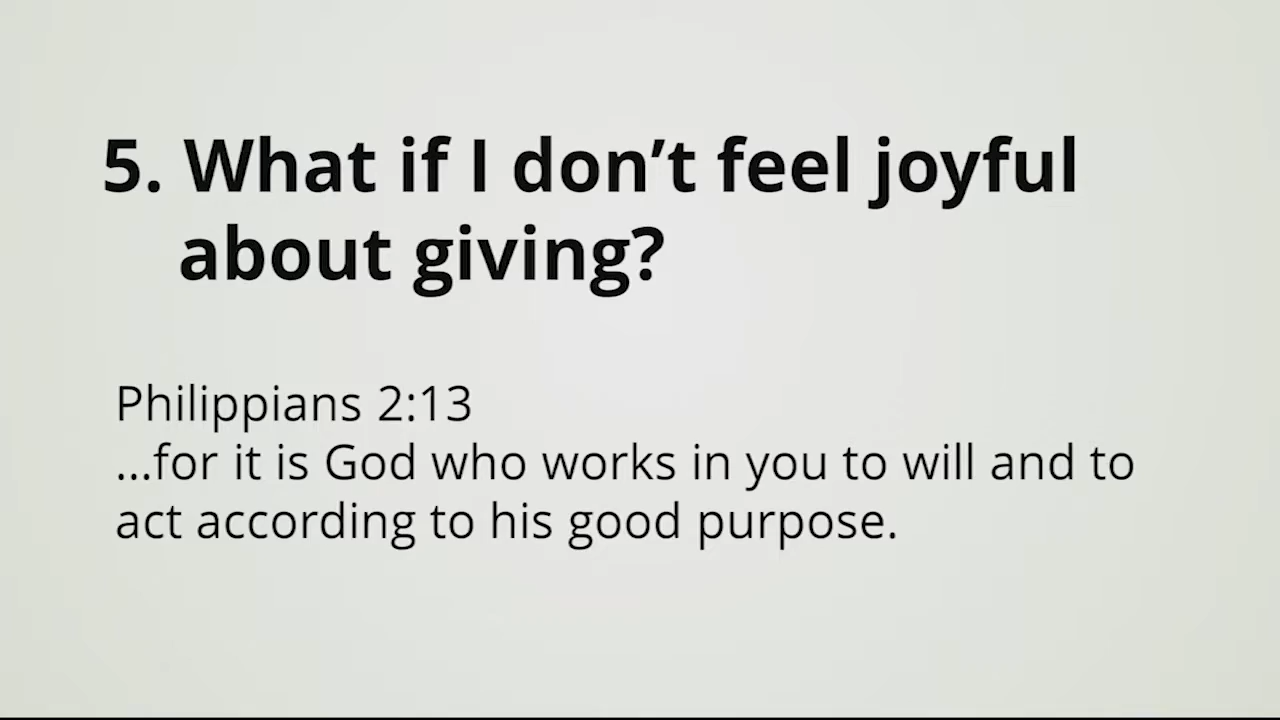 5. What if I don’t feel joyful
about giving?
Philippians 2:13
...for it is God who works in you to will and to
act according to his good purpose.